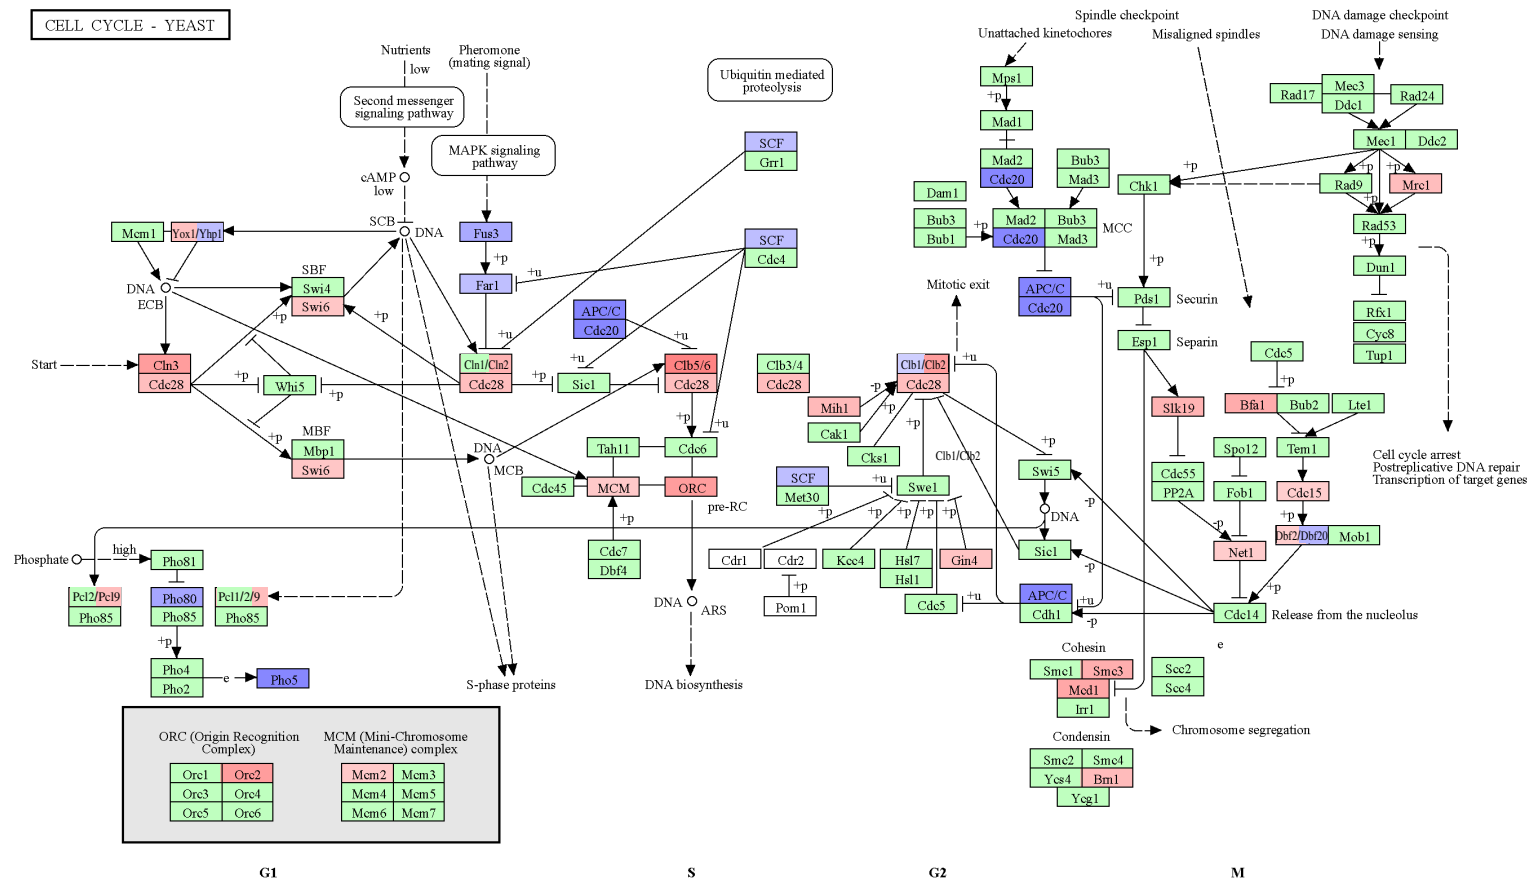 CELL CYCLE - YEAST
Nutrients
low
Second messenger
signaling pathway
cAMP
low
SCB
DNA
Pheromone
(mating signal)
MAPK signaling
pathway
Fus3
+p
Far1
+u
Cln1/Cln2
Cdc28
+p
Ubiquitin mediated
proteolysis
SCF
Grr1
SCF
Cdc4
+u
Mcm1
Yox1/Yhp1
DNA
ECB
SBF
Swi4
Swi6
+p
+p
Start
Cln3
Cdc28
+p
Whi5
+p
+p
MBF
Mbp1
Swi6
DNA
MCB
APC/C
Cdc20
+u
+u
Sic1
Clb5/6
Cdc28
+p
+u
Clb3/4
Cdc28
Tah11
Cdc6
Cdc45
MCM
ORC
pre-RC
+p
Cdc7
Dbf4
DNA
ARS
DNA biosynthesis
S-phase proteins
Phosphate
high
Pho81
Pcl2/Pcl9
Pho85
Pho80
Pho85
Pcl1/2/9
Pho85
+p
Pho4
Pho2
e
Pho5
ORC (Origin Recognition
Complex)
Orc1
Orc2
Orc3
Orc4
Orc5
Orc6
MCM (Mini-Chromosome
Maintenance) complex
Mcm2
Mcm3
Mcm4
Mcm5
Mcm6
Mcm7
Spindle checkpoint
Unattached kinetochores
Misaligned spindles
Mps1
+p
Mad1
Mad2
Cdc20
Bub3
Mad3
Dam1
Bub3
Bub1
+p
Mad2
Bub3
Cdc20
Mad3
MCC
Mitotic exit
APC/C
Cdc20
+u
Clb1/Clb2
Cdc28
+u
Mih1
-p
Cak1
+p
Cks1
+p
Clb1/Clb2
+p
SCF
Met30
+u
Swe1
+p
+p
+p
+p
+p
Cdr1
Cdr2
+p
Pom1
Kcc4
Hsl7
Hsl1
Gin4
Cdc5
+u
Swi5
DNA
Sic1
-p
-p
APC/C
Cdh1
+u
-p
DNA damage checkpoint
DNA damage sensing
Rad17
Mec3
Ddc1
Rad24
Mec1
Ddc2
+p
Chk1
+p
+p
Rad9
Mrc1
+p
Rad53
+p
Dun1
Rfx1
Cyc8
Tup1
+p
Pds1
Securin
Esp1
Separin
Slk19
Cdc55
PP2A
-p
Cdc5
+p
Bfa1
Bub2
Lte1
Tem1
Spo12
Fob1
Cdc15
+p
Dbf2/Dbf20
Mob1
Net1
+p
Cdc14
Release from the nucleolus
e
Cell cycle arrest
Postreplicative DNA repair
Transcription of target genes
Cohesin
Smc1
Smc3
Mcd1
Irr1
Scc2
Scc4
Chromosome segregation
Condensin
Smc2
Smc4
Ycs4
Brn1
Ycg1
G1
S
G2
M